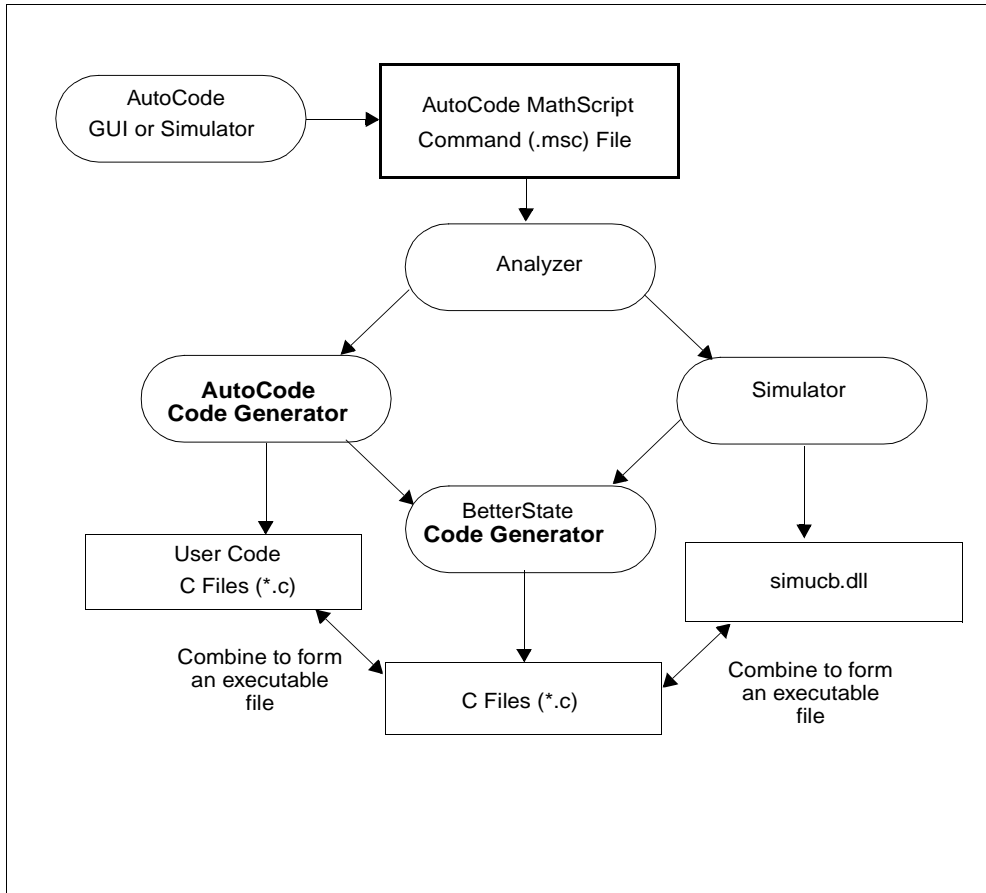 AutoCode
GUI or Simulator
AutoCode MathScript
Command (.msc) File
Analyzer
AutoCode
Code Generator
Simulator
BetterState
Code Generator
User Code
C Files (*.c)
simucb.dll
Combine to form
an executable
file
C Files (*.c)
Combine to form
an executable
file